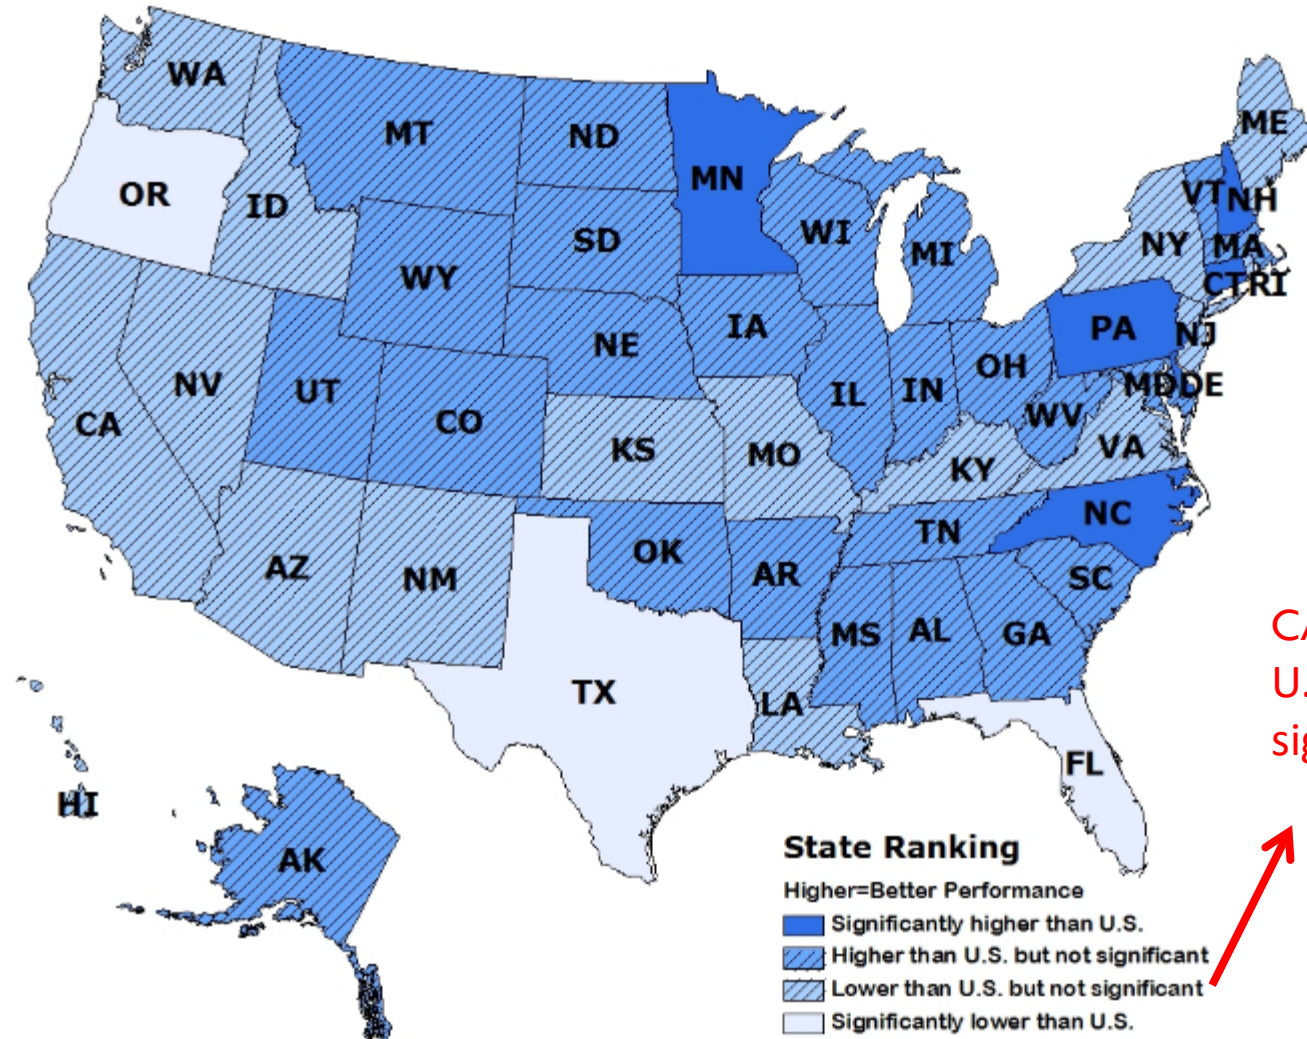 WA
MT
ND
MN
ME
OR
ID
SD
WI
MI
VT
NH
NY
MA
WY
CT
RI
IA
PA
NE
NJ
NV
UT
OH
MD
DE
CA
CO
IL
IN
WV
KS
MO
KY
VA
NC
TN
OK
AZ
NM
AR
SC
MS
AL
GA
TX
LA
FL
HI
AK
State Ranking
Higher=Better Performance
Significantly higher than U.S.
Higher than U.S. but not significant
Lower than U.S. but not significant
Significantly lower than U.S.